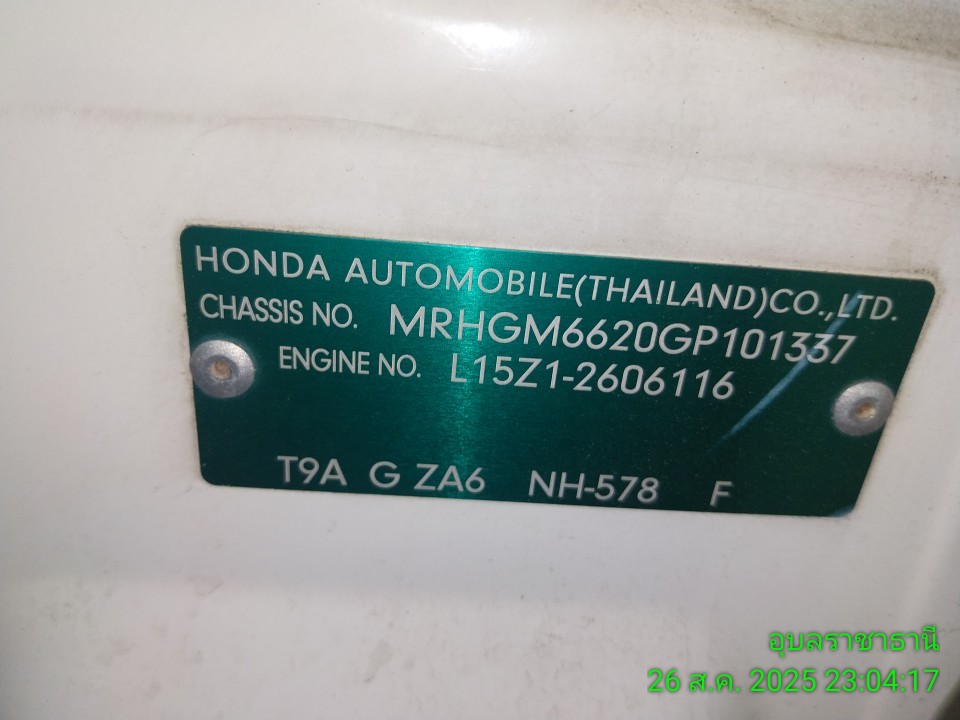 HONDA AUTOMOBILE(THAILAND)CO.,LTD.
CHASSIS NO. MRHGM6620GP101337
ENGINE NO. L15Z1-2606116
T9A G ZA6 NH-578 F
อุบลราชาธานี
26 ส.ค. 2025 23:04:17